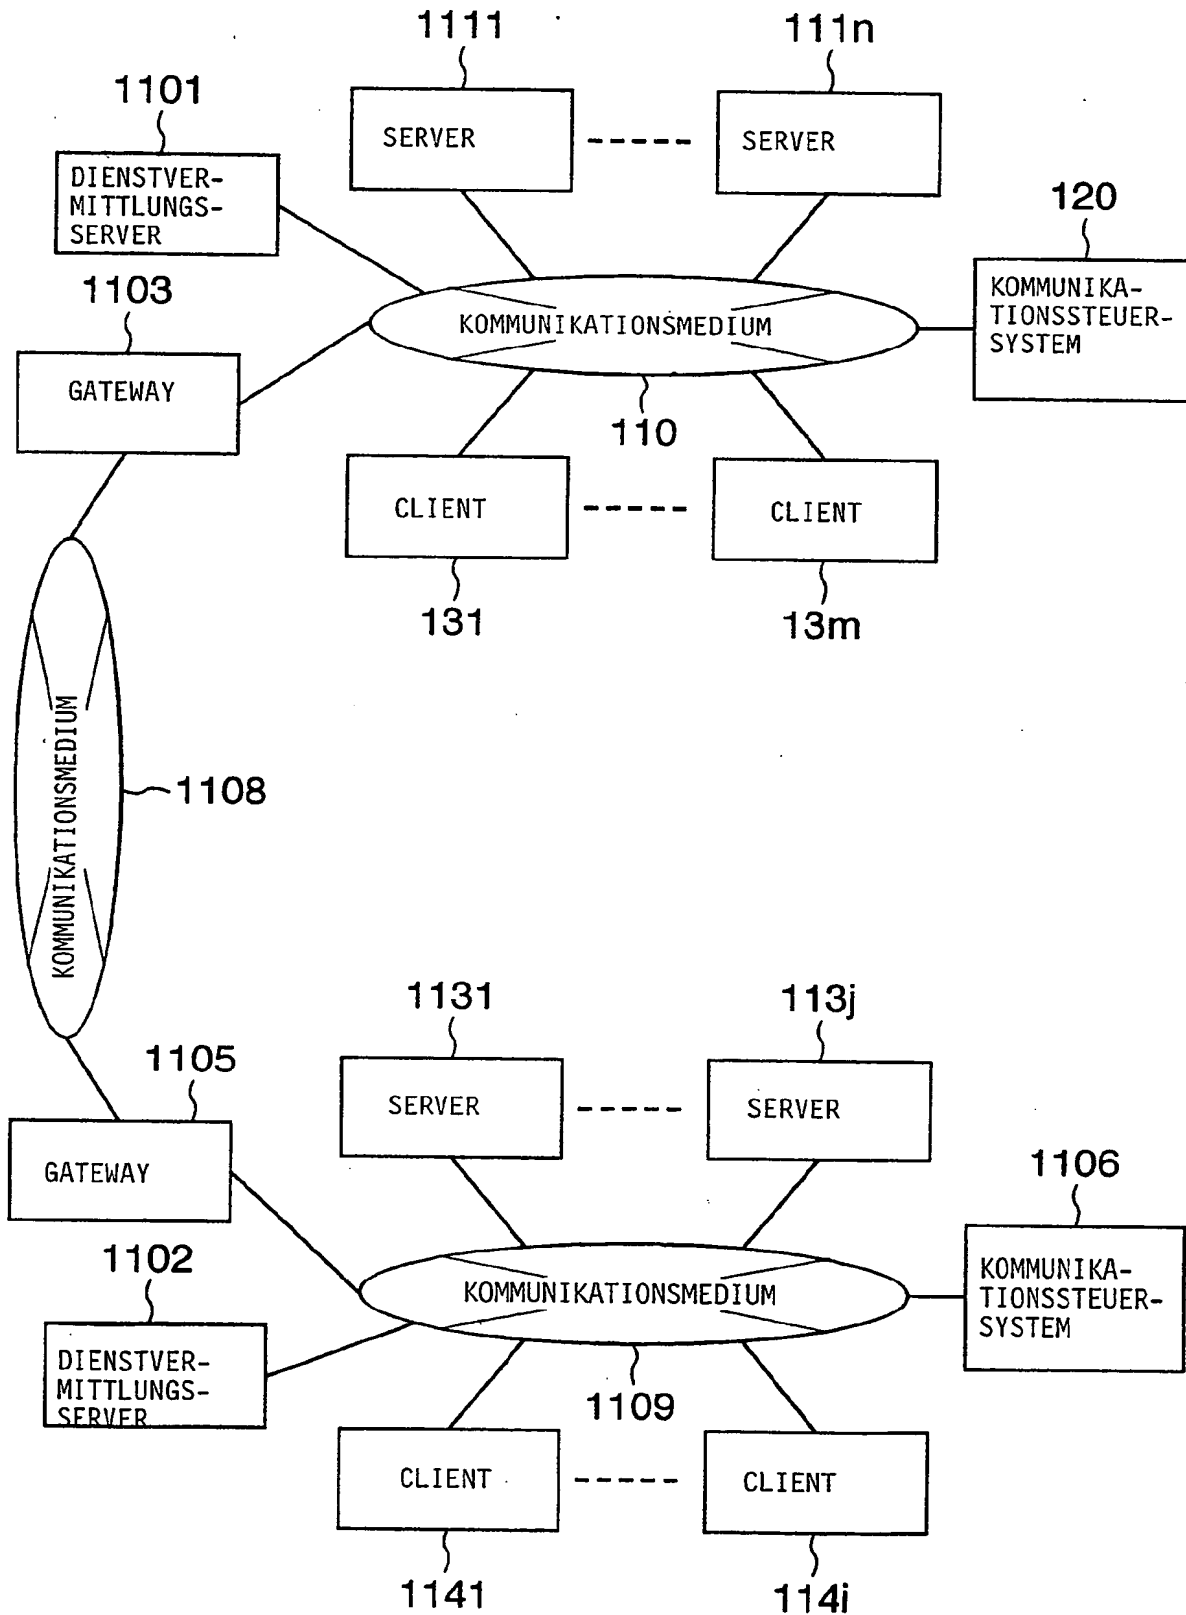 1111
111n
1101
SERVER
SERVER
DIENSTVER-
MITTLUNGS-
SERVER
120
1103
KOMMUNIKA-
TIONSSTEUER-
SYSTEM
KOMMUNIKATIONSMEDIUM
GATEWAY
110
CLIENT
CLIENT
131
13m
KOMMUNIKATIONSMEDIUM
1108
1131
113j
1105
SERVER
SERVER
GATEWAY
1106
1102
KOMMUNIKA-
TIONSSTEUER-
SYSTEM
KOMMUNIKATIONSMEDIUM
DIENSTVER-
MITTLUNGS-
SERVER
1109
CLIENT
CLIENT
1141
114i